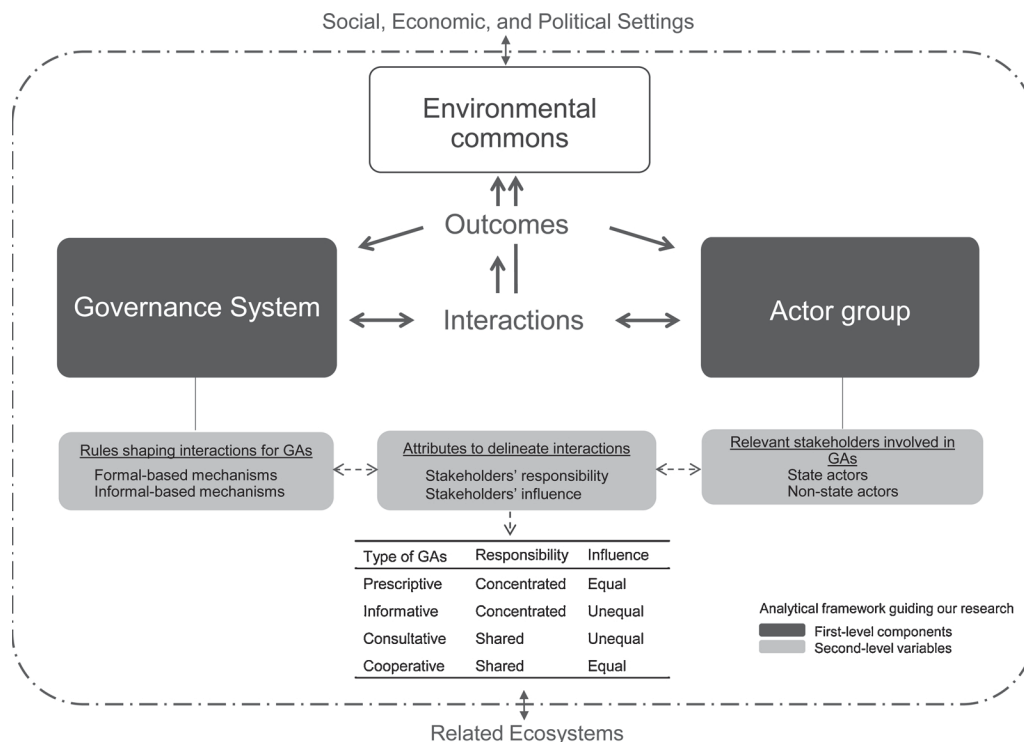 Social, Economic, and Political Settings
Environmental
commons
Outcomes
Governance System
Interactions
Actor group
Rules shaping interactions for GAs
Formal-based mechanisms
Informal-based mechanisms
Attributes to delineate interactions
Stakeholders’ responsibility
Stakeholders’ influence
Relevant stakeholders involved in
GAs
State actors
Non-state actors
Type of GAs Responsibility Influence
Prescriptive Concentrated Equal
Informative Concentrated Unequal
Consultative Shared Unequal
Cooperative Shared Equal
Analytical framework guiding our research
First-level components
Second-level variables
Related Ecosystems